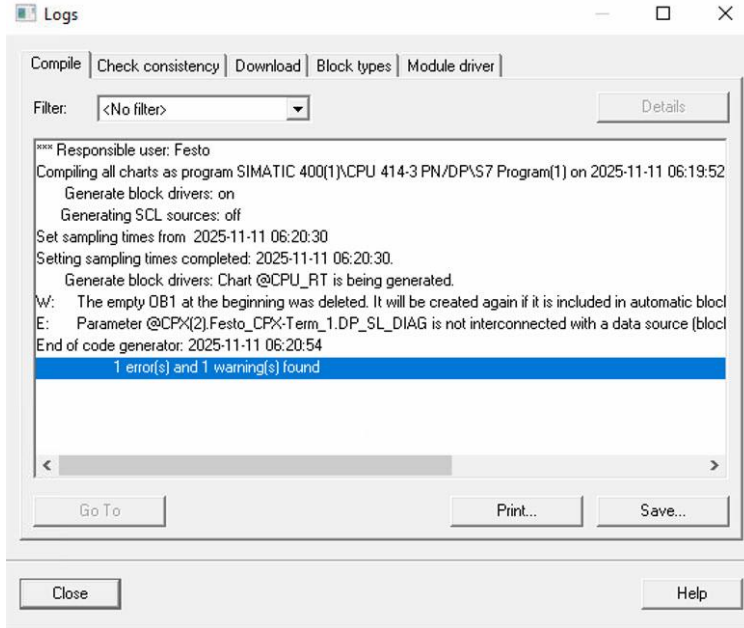 Logs
Compile Check consistency Download Block types Module driver
Filter: <No filter> Details
*** Responsible user: Festo
Compiling all charts as program SIMATIC 400(1)\CPU 414-3 PN/DP\S7 Program(1) on 2025-11-11 06:19:52
Generate block drivers: on
Generating SCL sources: off
Set sampling times from 2025-11-11 06:20:30
Setting sampling times completed: 2025-11-11 06:20:30.
Generate block drivers: Chart @CPU_RT is being generated.
W: The empty OB1 at the beginning was deleted. It will be created again if it is included in automatic
E: Parameter @CPX(2).Festo_CPX-Term_1.DP_SL_DIAG is not interconnected with a data source
End of code generator: 2025-11-11 06:20:54
1 error(s) and 1 warning(s) found
Go To Print... Save...
Close Help